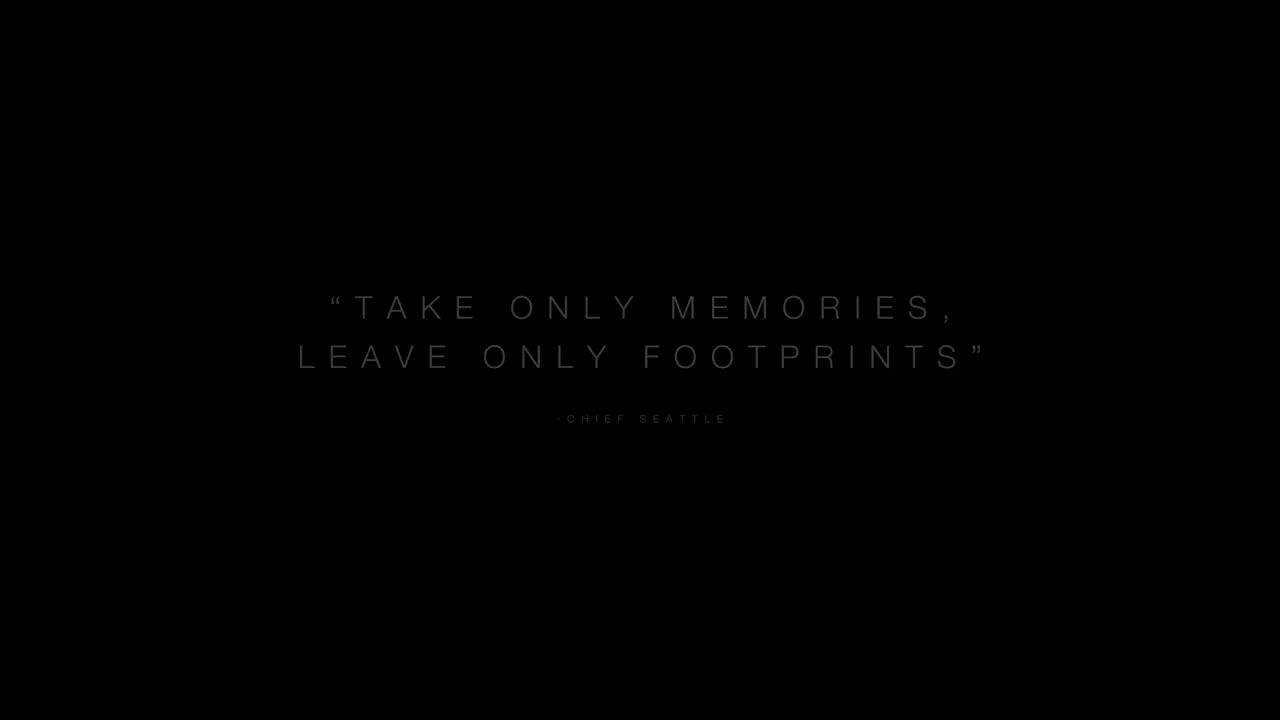 “TAKE ONLY MEMORIES,
LEAVE ONLY FOOTPRINTS”
-CHIEF SEATTLE